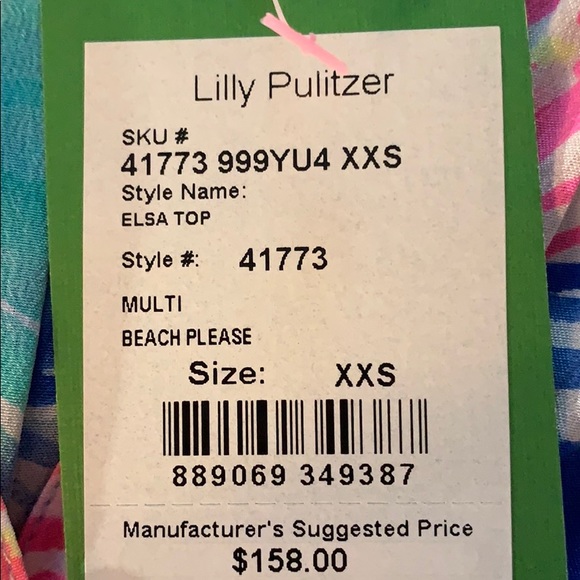 Lilly Pulitzer
SKU #
41773 999YU4 XXS
Style Name:
ELSA TOP
Style #: 41773
MULTI
BEACH PLEASE
Size: XXS
889069 349387
Manufacturer's Suggested Price
$158.00